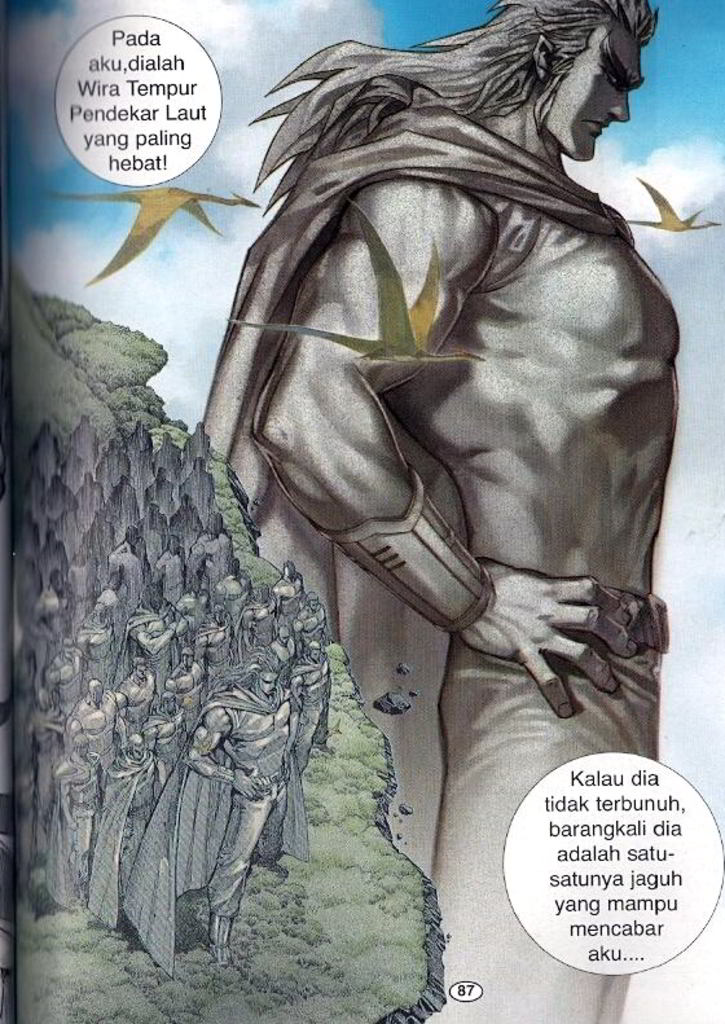 Pada
aku,dialah
Wira Tempur
Pendekar Laut
yang paling
hebat!
Kalau dia
tidak terbunuh,
barangkali dia
adalah satu-
satunya jaguh
yang mampu
mencabar
aku....
87